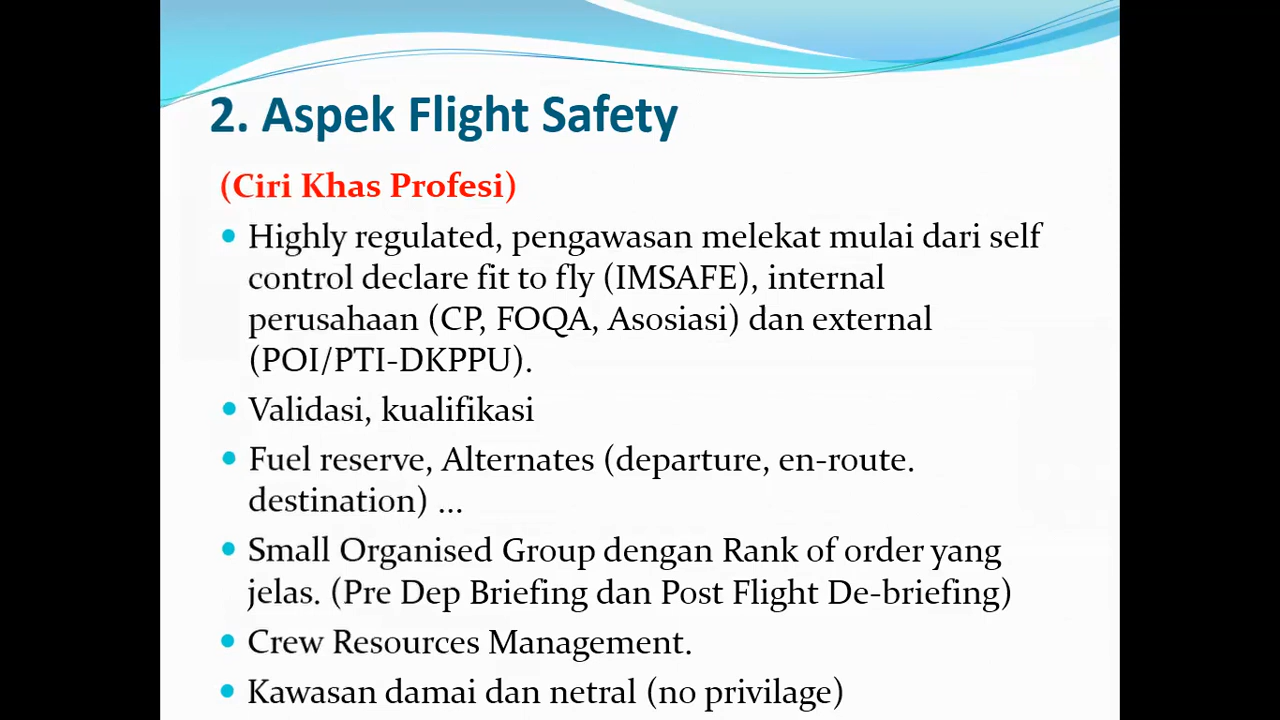 2. Aspek Flight Safety
(Ciri Khas Profesi)
• Highly regulated, pengawasan melekat mulai dari self
control declare fit to fly (IMSAFE), internal
perusahaan (CP, FOQA, Asosiasi) dan external
(POI/PTI-DKPPU).
• Validasi, kualifikasi
• Fuel reserve, Alternates (departure, en-route.
destination) ...
• Small Organised Group dengan Rank of order yang
jelas. (Pre Dep Briefing dan Post Flight De-briefing)
• Crew Resources Management.
• Kawasan damai dan netral (no privilage)